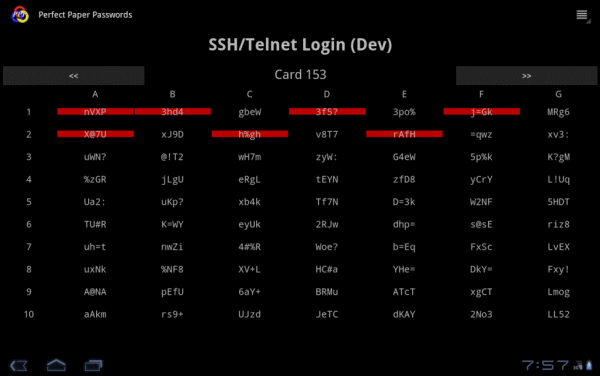 Perfect Paper Passwords
SSH/Telnet Login (Dev)
<< Card 153 >>
A B C D E F G
1 nVXP 3hd4 gbeW 3f5? 3po% j=Gk MRg6
2 X@7U xJ9D h%gh v8T7 rAfH =qwz xv3:
3 uWN? @!T2 wH7m zyW: G4eW 5p%k K?gM
4 %zGR jLgU eRgL tEYN zfD8 yCrY L!Uq
5 Ua2: uKp? xb4k Tf7N D=3k W2NF 5HDT
6 TU#R K=WY eyUk 2RJw dhp= s@sE riz8
7 uh=t nwZi 4#%R Woe? b=Eq FxSc LvEX
8 uxNk %NF8 XV+L HC#a YHe= DkY= Fxy!
9 A@NA pEfU 6aY+ BRMu ATcT xgCT Lmog
10 aAkm rs9+ UJzd JeTC dKAY 2No3 LL52
7:57